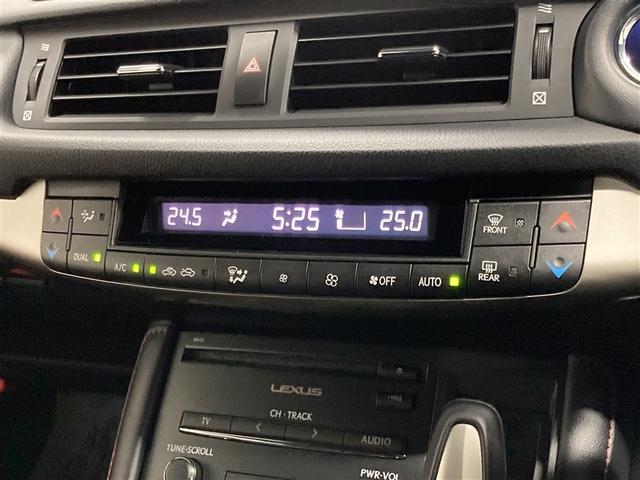 24.5 5:25 25.0
FRONT
DUAL A/C OFF AUTO REAR
LEXUS
CH · TRACK
TV AUDIO
TUNE·SCROLL
PWR·VOL